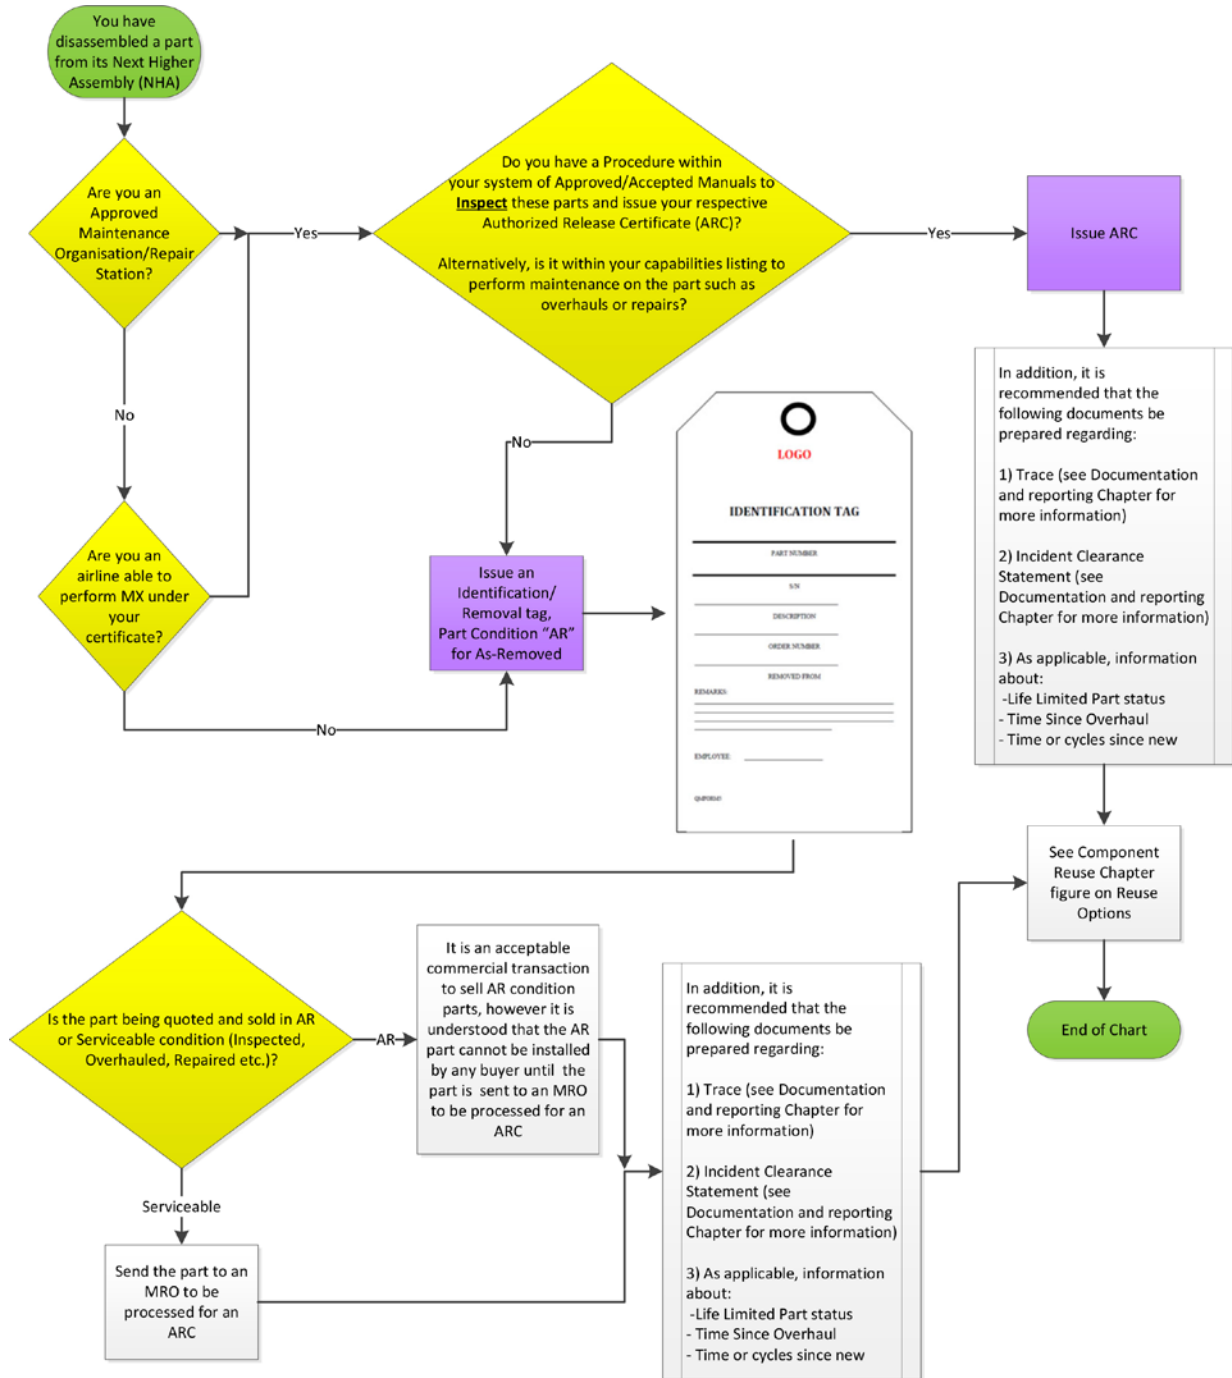 You have
disassembled a part
from its Next Higher
Assembly (NHA)
Are you an
Approved
Maintenance
Organisation/Repair
Station?
Yes
No
Are you an
airline able to
perform MX under
your
certificate?
No
Do you have a Procedure within
your system of Approved/Accepted Manuals to
Inspect these parts and issue your respective
Authorized Release Certificate (ARC)?
Alternatively, is it within your capabilities listing to
perform maintenance on the part such as
overhauls or repairs?
Yes
No
Issue ARC
In addition, it is
recommended that the
following documents be
prepared regarding:
1) Trace (see Documentation
and reporting Chapter for
more information)
2) Incident Clearance
Statement (see
Documentation and reporting
Chapter for more information)
3) As applicable, information
about:
-Life Limited Part status
- Time Since Overhaul
- Time or cycles since new
Issue an
Identification/
Removal tag,
Part Condition “AR”
for As-Removed
LOGO
IDENTIFICATION TAG
PART NUMBER
S/N
DESCRIPTION
ORDER NUMBER
REMOVED FROM
REMARKS:
EMPLOYEE:
See Component
Reuse Chapter
figure on Reuse
Options
End of Chart
Is the part being quoted and sold in AR
or Serviceable condition (Inspected,
Overhauled, Repaired etc.)?
AR
It is an acceptable
commercial transaction
to sell AR condition
parts, however it is
understood that the AR
part cannot be installed
by any buyer until the
part is sent to an MRO
to be processed for an
ARC
Serviceable
Send the part to an
MRO to be
processed for an
ARC
In addition, it is
recommended that the
following documents be
prepared regarding:
1) Trace (see Documentation
and reporting Chapter for
more information)
2) Incident Clearance
Statement (see
Documentation and reporting
Chapter for more information)
3) As applicable, information
about:
-Life Limited Part status
- Time Since Overhaul
- Time or cycles since new